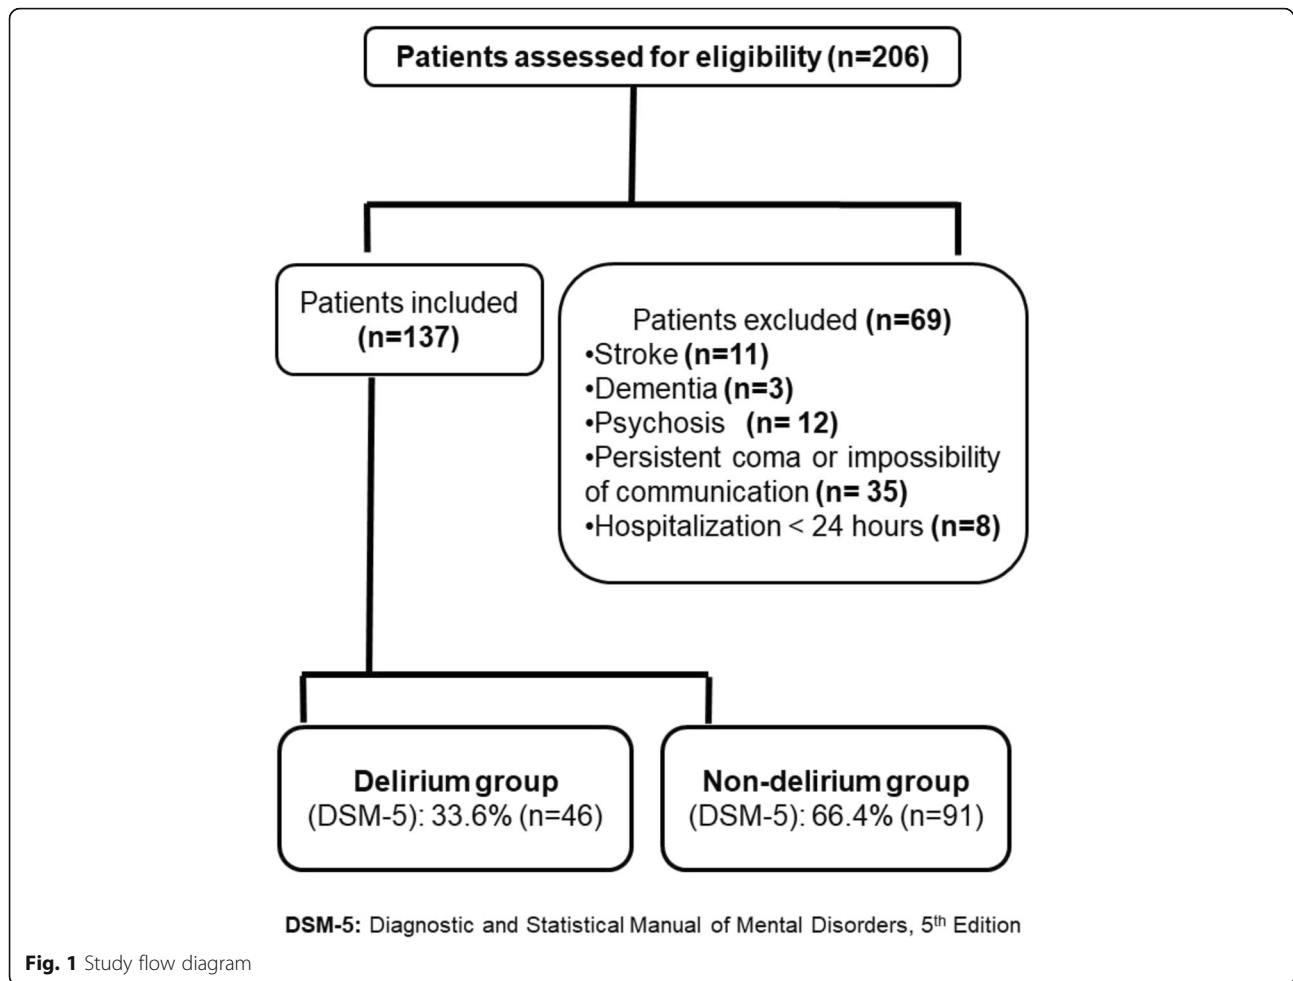 Patients assessed for eligibility (n=206)
Patients included
(n=137)
Patients excluded (n=69)
•Stroke (n=11)
•Dementia (n=3)
•Psychosis (n= 12)
•Persistent coma or impossibility
of communication (n= 35)
•Hospitalization < 24 hours (n=8)
Delirium group
(DSM-5): 33.6% (n=46)
Non-delirium group
(DSM-5): 66.4% (n=91)
DSM-5: Diagnostic and Statistical Manual of Mental Disorders, 5th Edition
Fig. 1 Study flow diagram